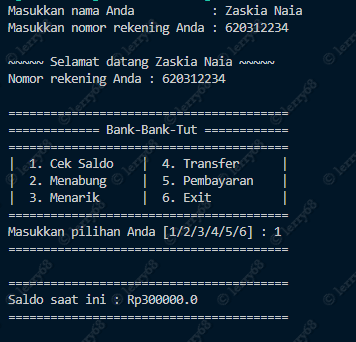 Masukkan nama Anda           : Zaskia Naia
Masukkan nomor rekening Anda : 620312234
~~~~~ Selamat datang Zaskia Naia ~~~~~
Nomor rekening Anda : 620312234
========================================
============= Bank-Bank-Tut ============
========================================
|  1. Cek Saldo    |  4. Transfer      |
|  2. Menabung     |  5. Pembayaran    |
|  3. Menarik      |  6. Exit          |
========================================
Masukkan pilihan Anda [1/2/3/4/5/6] : 1
========================================
========================================
Saldo saat ini : Rp300000.0
========================================
© lerry68